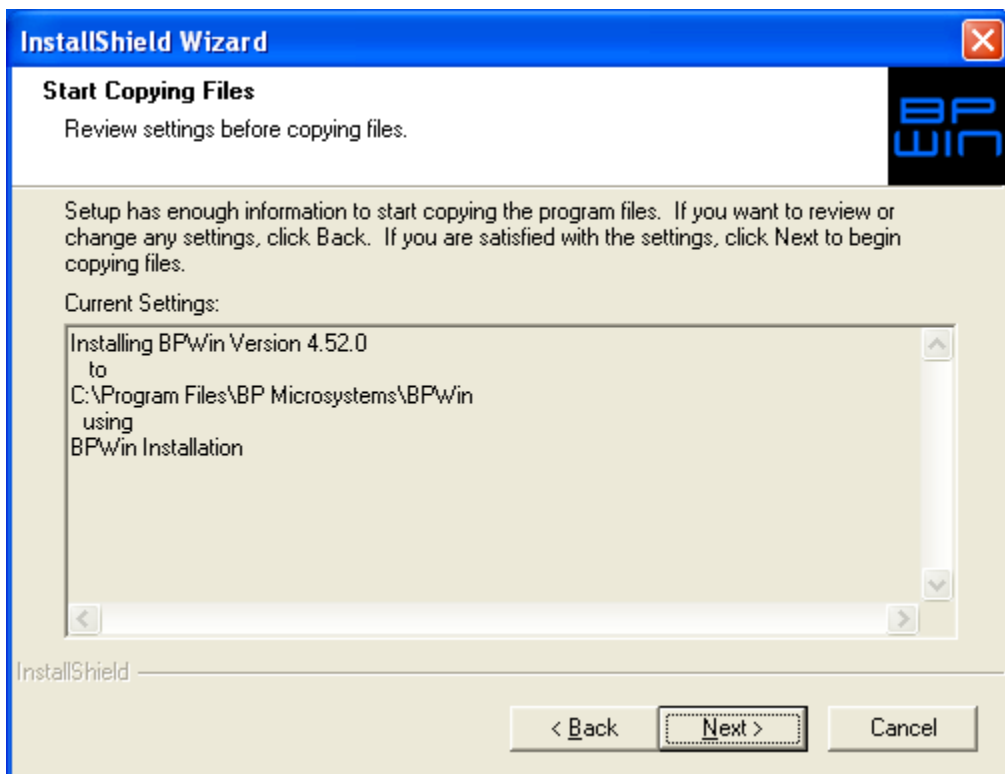 InstallShield Wizard
Start Copying Files
Review settings before copying files.
BP
WIN
Setup has enough information to start copying the program files.  If you want to review or
change any settings, click Back.  If you are satisfied with the settings, click Next to begin
copying files.
Current Settings:
Installing BPWin Version 4.52.0
to
C:\Program Files\BP Microsystems\BPWin
using
BPWin Installation
InstallShield
< Back
Next >
Cancel